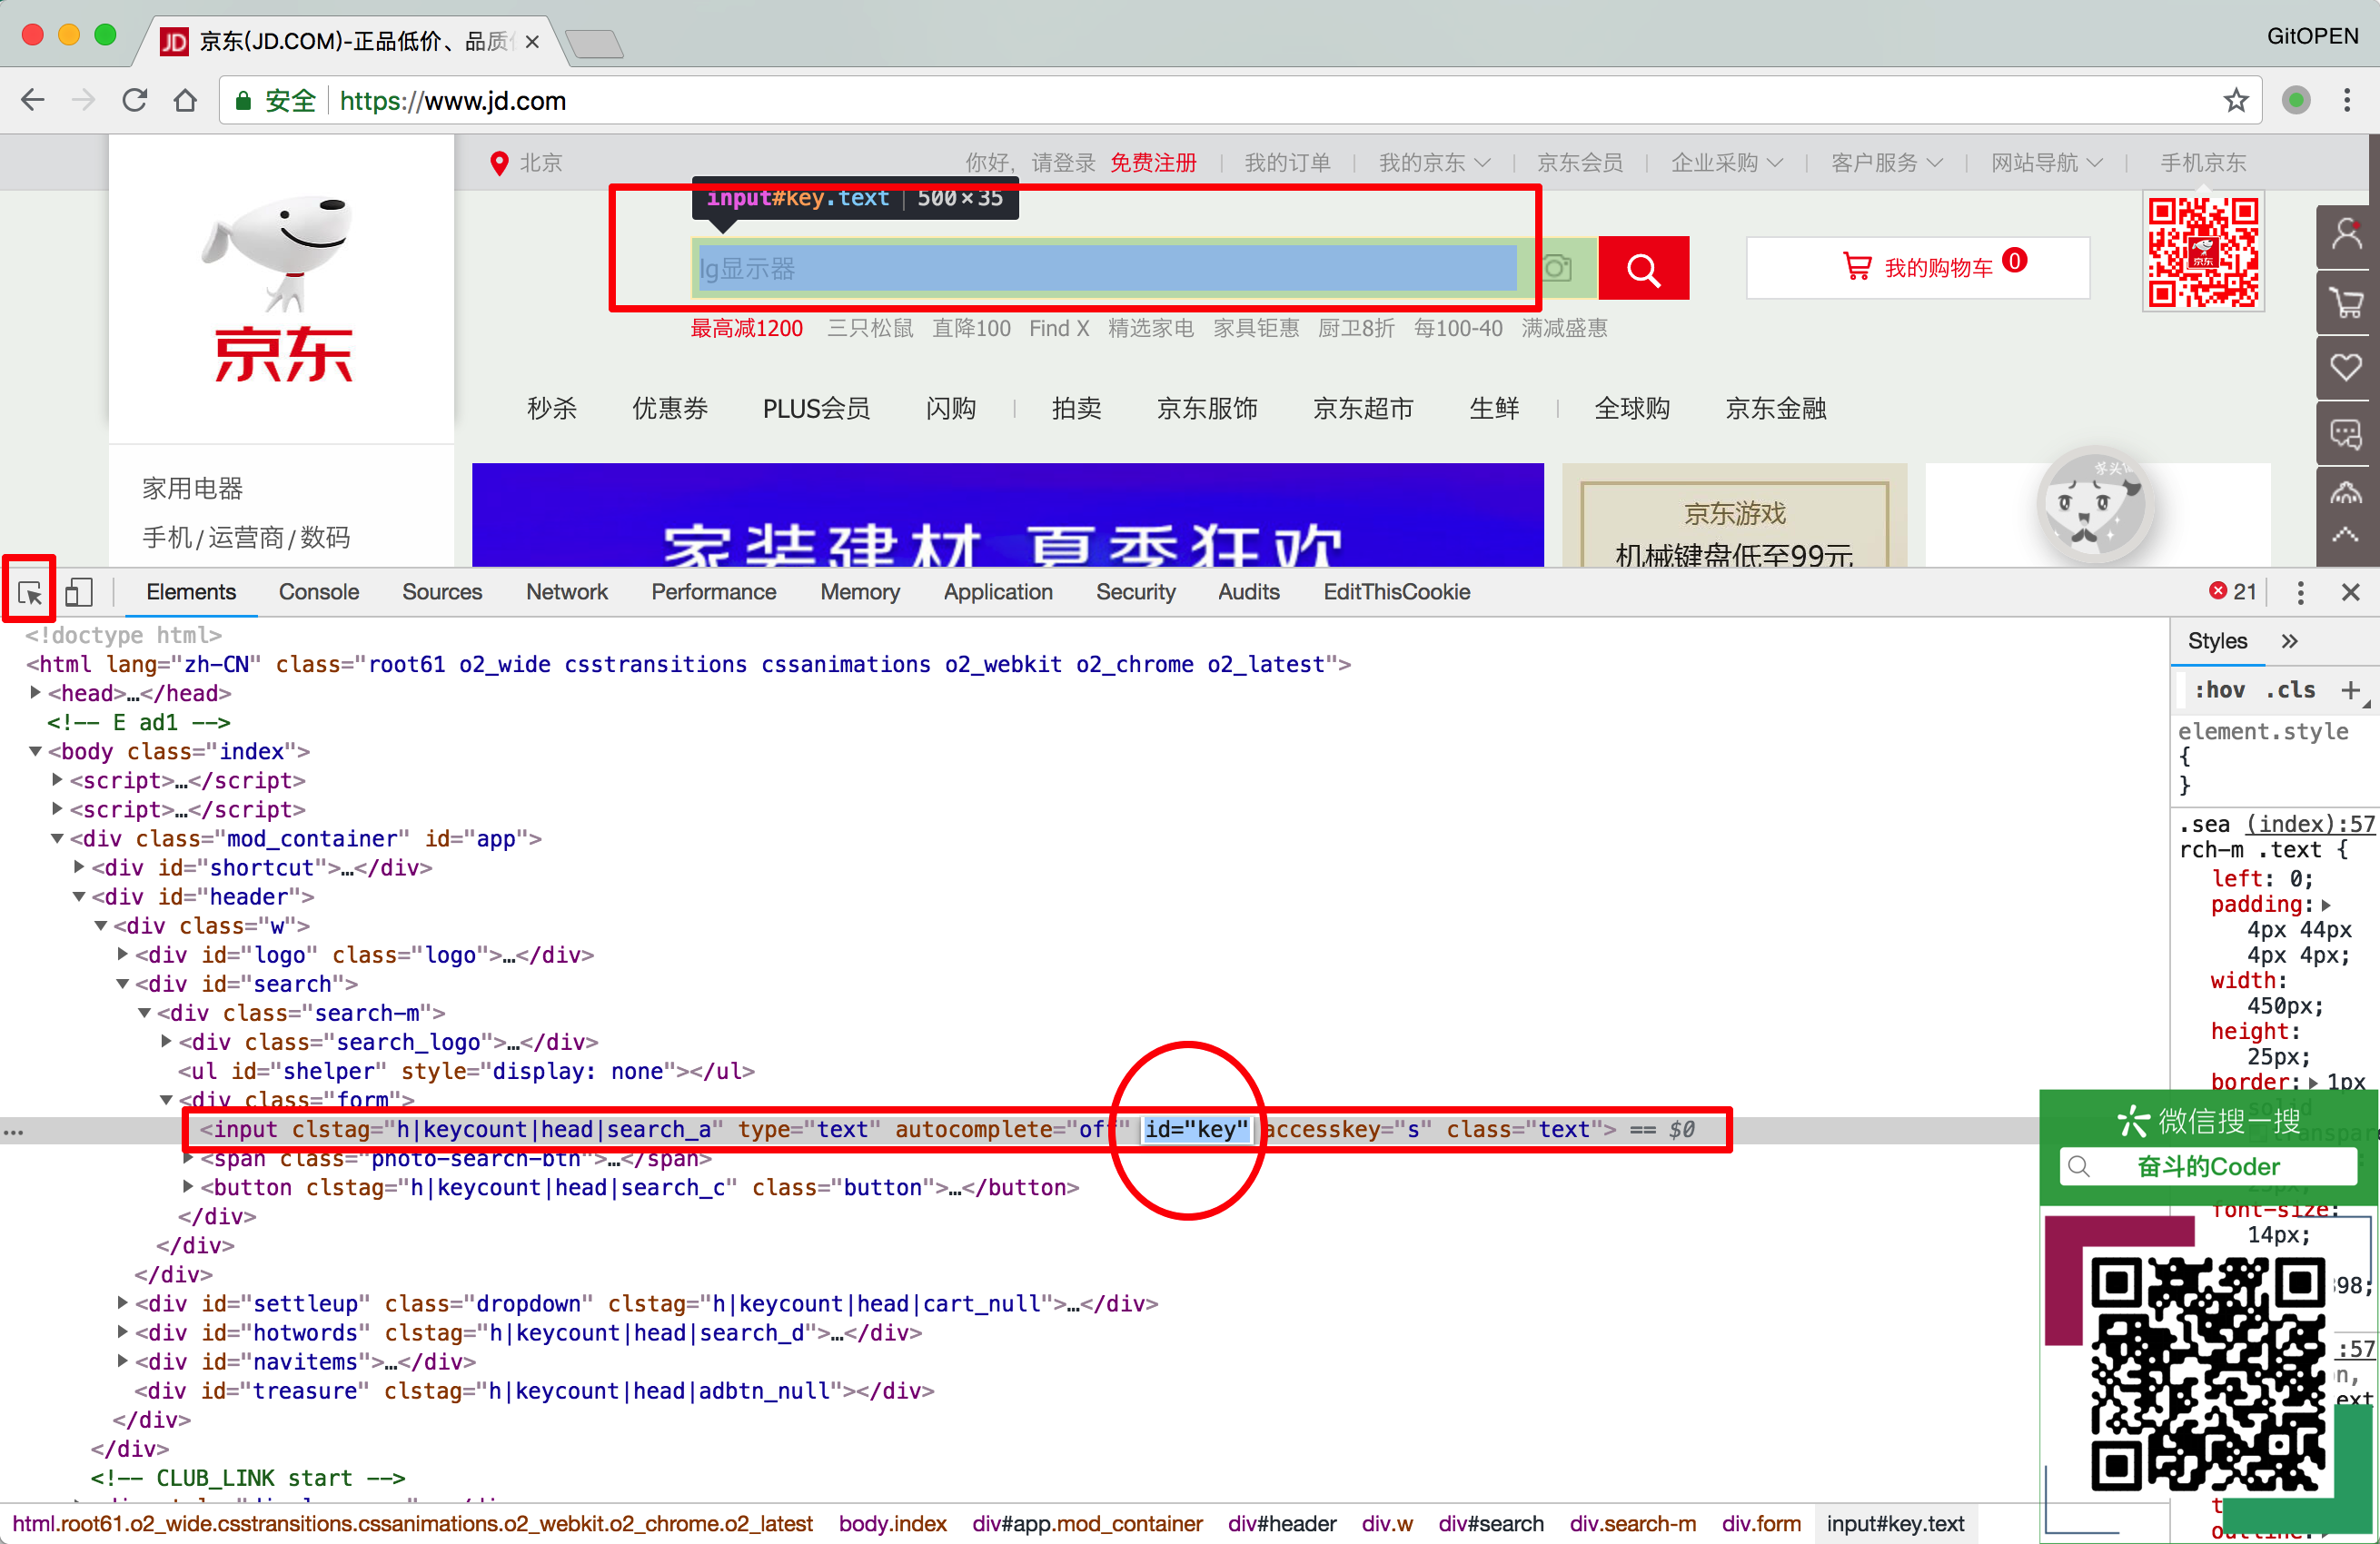 京东(JD.COM)-正品低价、品质
GitOPEN
安全 https://www.jd.com
北京 你好, 请登录 免费注册 我的订单 我的京东 京东会员 企业采购 客户服务 网站导航 手机京东
input#key.text 500×35
lg显示器
我的购物车 0
京东
最高减1200 三只松鼠 直降100 Find X 精选家电 家具钜惠 厨卫8折 每100-40 满减盛惠
京东
秒杀 优惠券 PLUS会员 闪购 拍卖 京东服饰 京东超市 生鲜 全球购 京东金融
家用电器
手机/运营商/数码
家装建材 夏季狂欢
京东游戏
机械键盘低至99元
Elements Console Sources Network Performance Memory Application Security Audits EditThisCookie 21
<!doctype html>
<html lang="zh-CN" class="root61 o2_wide csstransitions cssanimations o2_webkit o2_chrome o2_latest">
<head>…</head>
<!-- E ad1 -->
<body class="index">
<script>…</script>
<script>…</script>
<div class="mod_container" id="app">
<div id="shortcut">…</div>
<div id="header">
<div class="w">
<div id="logo" class="logo">…</div>
<div id="search">
<div class="search-m">
<div class="search_logo">…</div>
<ul id="shelper" style="display: none"></ul>
<div class="form">
<input clstag="h|keycount|head|search_a" type="text" autocomplete="off" id="key" accesskey="s" class="text"> == $0
<span class="photo-search-btn">…</span>
<button clstag="h|keycount|head|search_c" class="button">…</button>
</div>
</div>
</div>
<div id="settleup" class="dropdown" clstag="h|keycount|head|cart_null">…</div>
<div id="hotwords" clstag="h|keycount|head|search_d">…</div>
<div id="navitems">…</div>
<div id="treasure" clstag="h|keycount|head|adbtn_null"></div>
</div>
</div>
<!-- CLUB_LINK start -->
html.root61.o2_wide.csstransitions.cssanimations.o2_webkit.o2_chrome.o2_latest body.index div#app.mod_container div#header div.w div#search div.search-m div.form input#key.text
Styles »
:hov .cls +
element.style
{
}
.sea (index):57
rch-m .text {
left: 0;
padding:
4px 44px
4px 4px;
width:
450px;
height:
25px;
border: 1px
solid
微信搜一搜
奋斗的Coder
font-size:
14px;
98;
:57